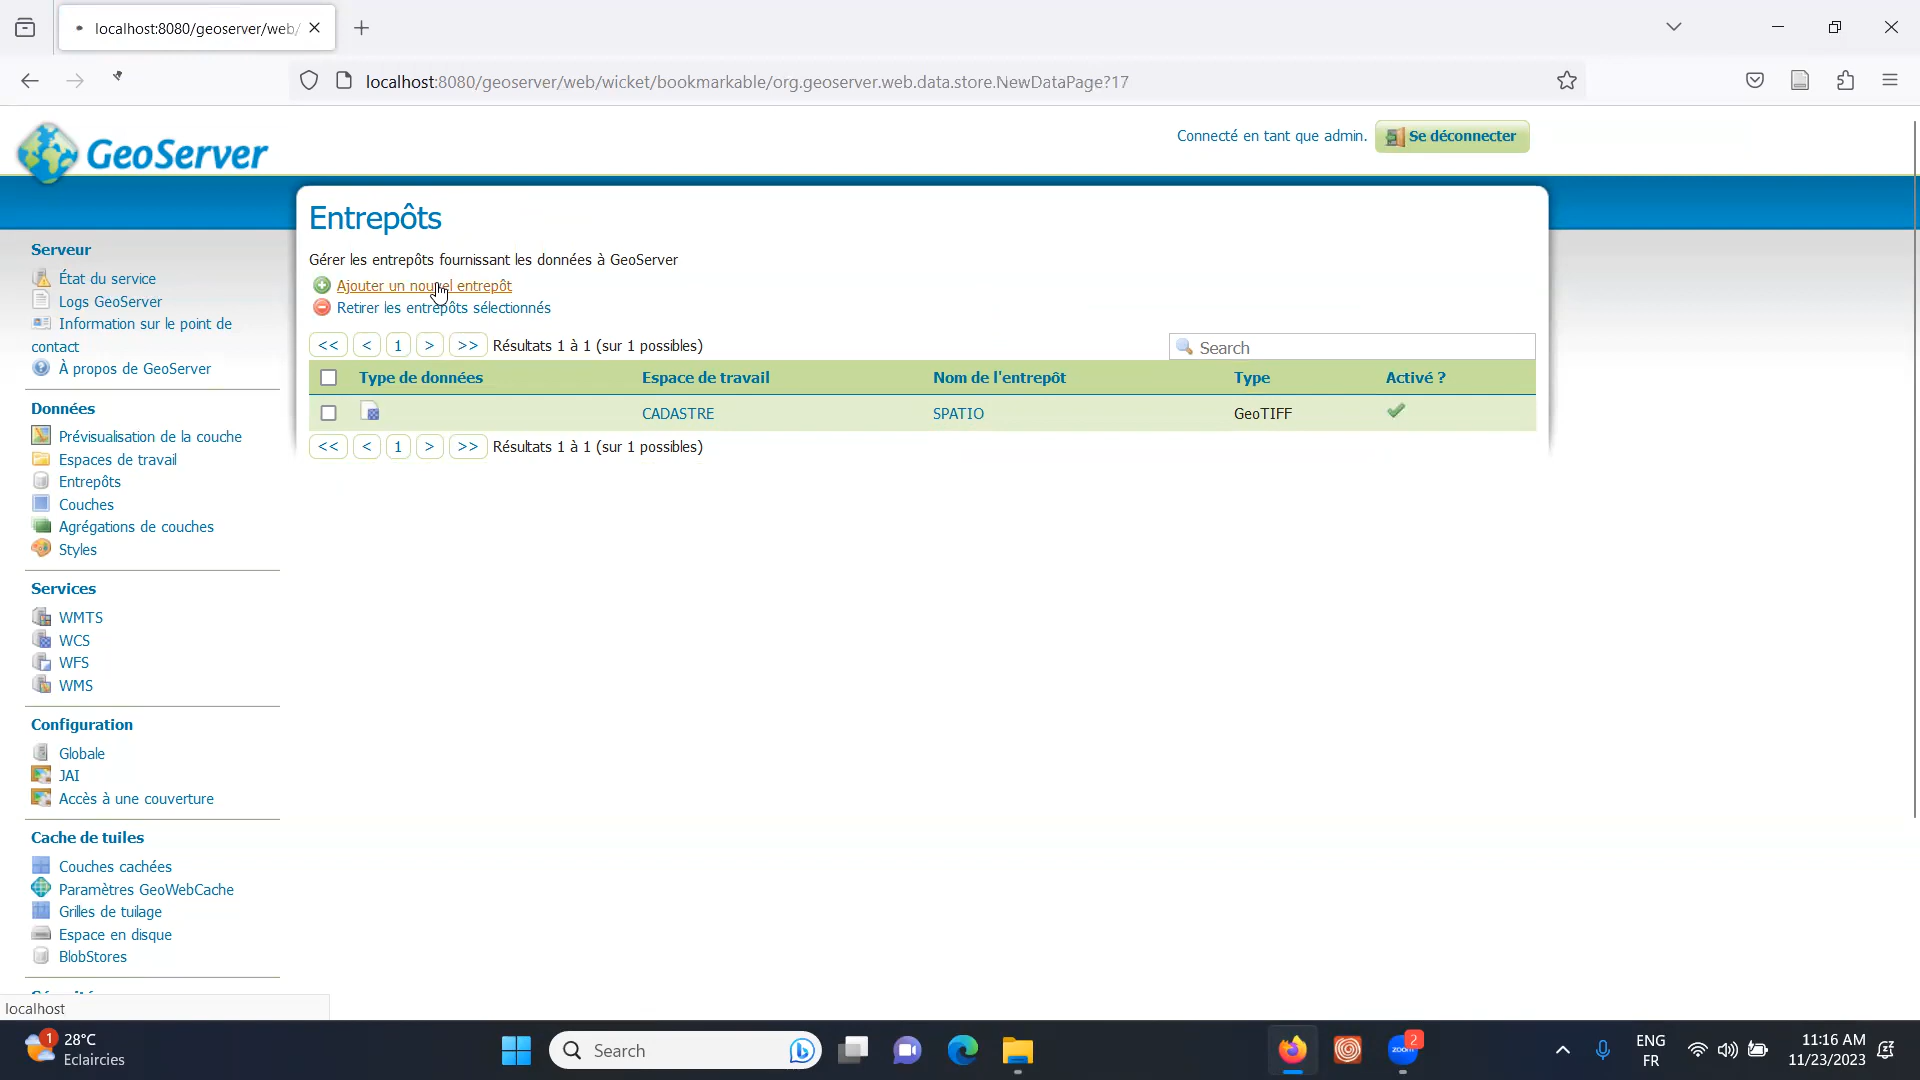 localhost:8080/geoserver/web/
localhost:8080/geoserver/web/wicket/bookmarkable/org.geoserver.web.data.store.NewDataPage?17
GeoServer
Connecté en tant que admin.
Se déconnecter
Serveur
État du service
Logs GeoServer
Information sur le point de
contact
À propos de GeoServer
Données
Prévisualisation de la couche
Espaces de travail
Entrepôts
Couches
Agrégations de couches
Styles
Services
WMTS
WCS
WFS
WMS
Configuration
Globale
JAI
Accès à une couverture
Cache de tuiles
Couches cachées
Paramètres GeoWebCache
Grilles de tuilage
Espace en disque
BlobStores
Entrepôts
Gérer les entrepôts fournissant les données à GeoServer
Ajouter un nouvel entrepôt
Retirer les entrepôts sélectionnés
<< < 1 > >> Résultats 1 à 1 (sur 1 possibles)
Search
Type de données Espace de travail Nom de l'entrepôt Type Activé ?
CADASTRE SPATIO GeoTIFF
<< < 1 > >> Résultats 1 à 1 (sur 1 possibles)
localhost
1
28°C
Eclaircies
Search
zoom
2
ENG
FR
11:16 AM
11/23/2023